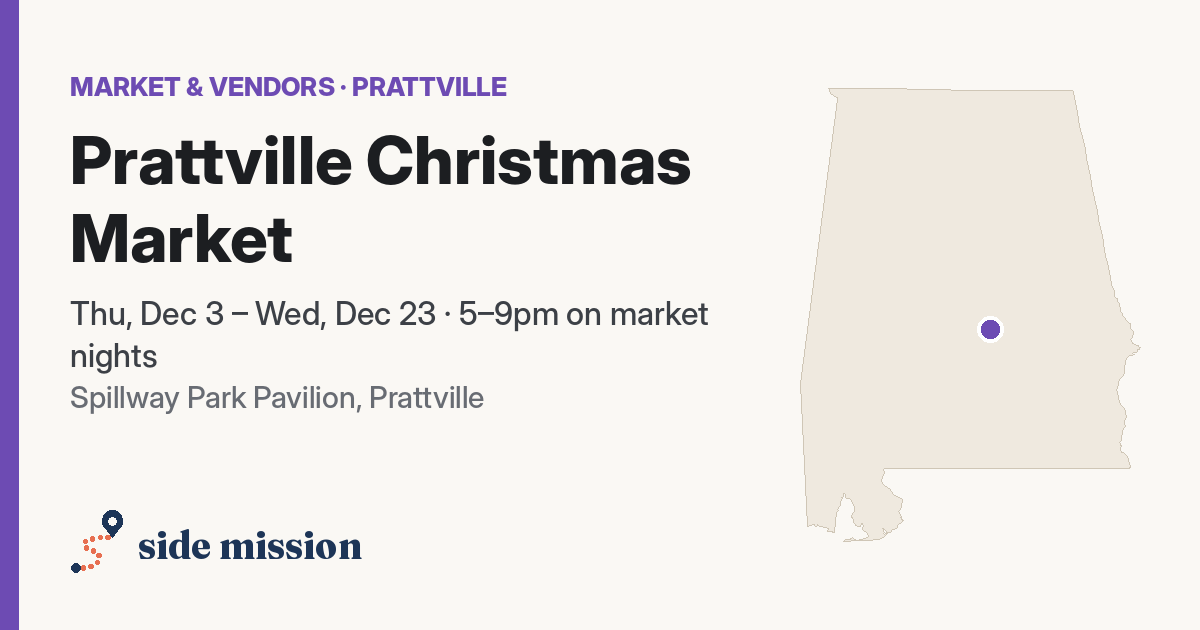 MARKET & VENDORS · PRATTVILLE
Prattville Christmas
Market
Thu, Dec 3 – Wed, Dec 23 · 5–9pm on market
nights
Spillway Park Pavilion, Prattville
side mission